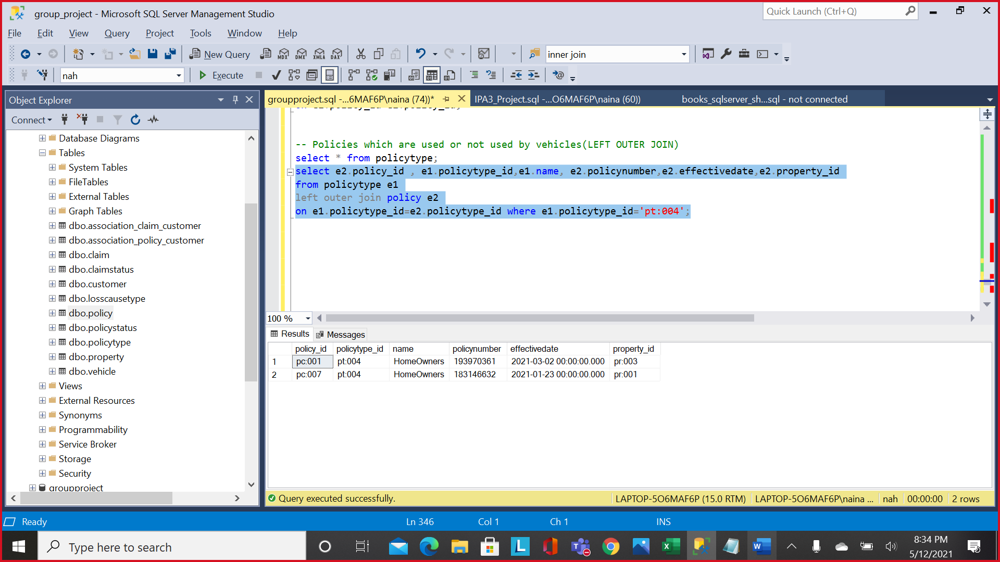 group_project - Microsoft SQL Server Management Studio
Quick Launch (Ctrl+Q)
File Edit View Query Project Tools Window Help
New Query MDX DMX XMLA DAX inner join
nah Execute
Object Explorer
groupproject.sql -...6MAF6P\naina (74))*
IPA3_Project.sql -...O6MAF6P\naina (60))
books_sqlserver_sh...sql - not connected
Connect
Database Diagrams
Tables
System Tables
FileTables
External Tables
Graph Tables
dbo.association_claim_customer
dbo.association_policy_customer
dbo.claim
dbo.claimstatus
dbo.customer
dbo.losscausetype
dbo.policy
dbo.policystatus
dbo.policytype
dbo.property
dbo.vehicle
Views
External Resources
Synonyms
Programmability
Service Broker
Storage
Security
groupproject
-- Policies which are used or not used by vehicles(LEFT OUTER JOIN)
select * from policytype;
select e2.policy_id , e1.policytype_id,e1.name, e2.policynumber,e2.effectivedate,e2.property_id
from policytype e1
left outer join policy e2
on e1.policytype_id=e2.policytype_id where e1.policytype_id='pt:004';
100 %
Results Messages
policy_id policytype_id name policynumber effectivedate property_id
1 pc:001 pt:004 HomeOwners 193970361 2021-03-02 00:00:00.000 pr:003
2 pc:007 pt:004 HomeOwners 183146632 2021-01-23 00:00:00.000 pr:001
Query executed successfully. LAPTOP-5O6MAF6P (15.0 RTM) LAPTOP-5O6MAF6P\naina ... nah 00:00:00 2 rows
Ready Ln 346 Col 1 Ch 1 INS
Type here to search
8:34 PM
5/12/2021